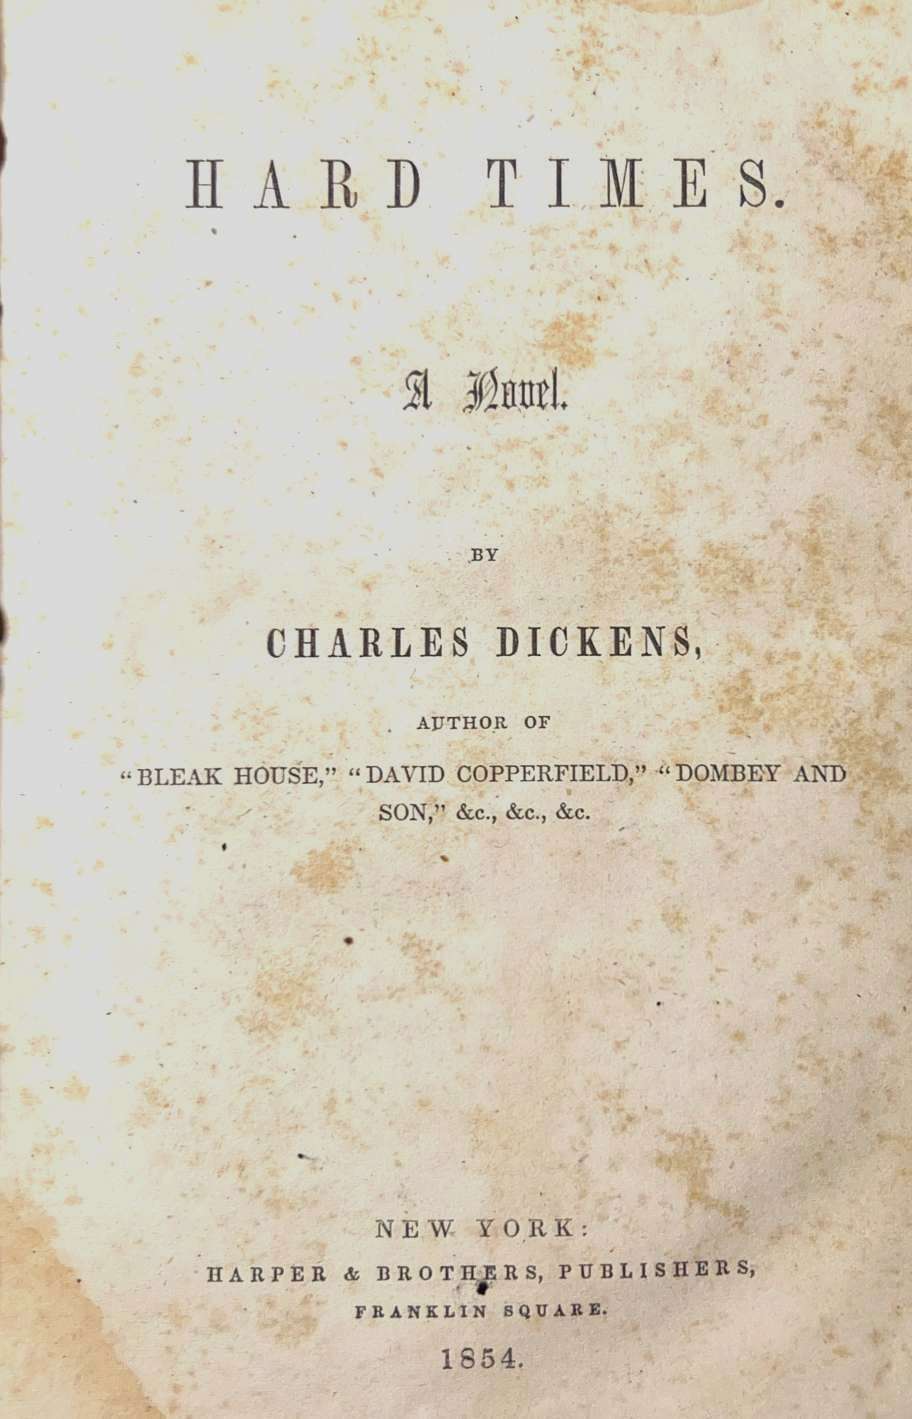 HARD TIMES.
A Novel.
BY
CHARLES DICKENS,
AUTHOR OF
“BLEAK HOUSE,” “DAVID COPPERFIELD,” “DOMBEY AND
SON,” &c., &c., &c.
NEW YORK:
HARPER & BROTHERS, PUBLISHERS,
FRANKLIN SQUARE.
1854.